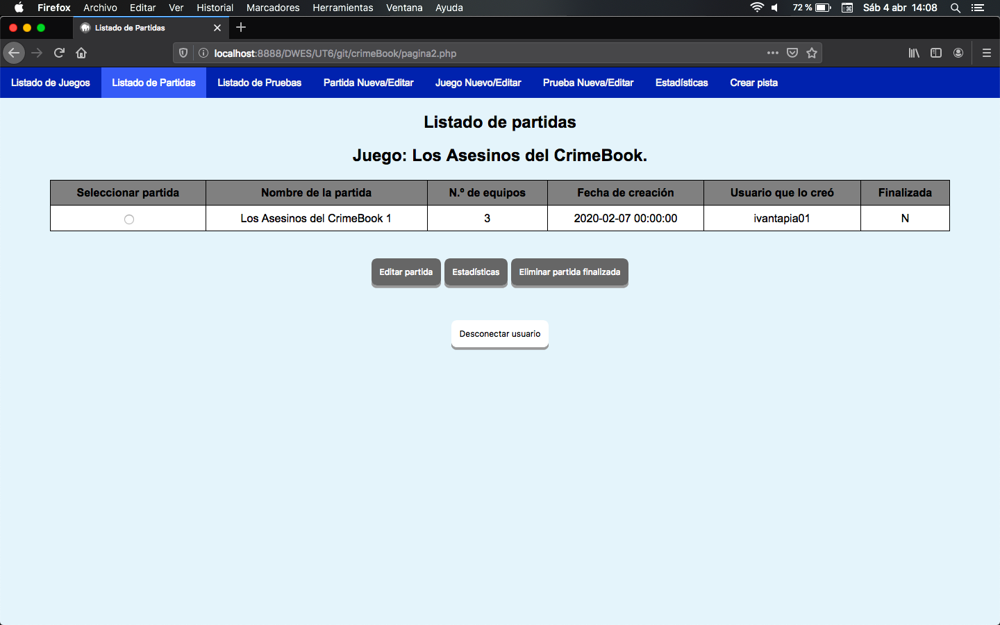 Firefox Archivo Editar Ver Historial Marcadores Herramientas Ventana Ayuda 72 % Sáb 4 abr 14:08
Listado de Partidas
localhost:8888/DWES/UT6/git/crimeBook/pagina2.php
Listado de Juegos Listado de Partidas Listado de Pruebas Partida Nueva/Editar Juego Nuevo/Editar Prueba Nueva/Editar Estadísticas Crear pista
Listado de partidas
Juego: Los Asesinos del CrimeBook.
Seleccionar partida Nombre de la partida N.º de equipos Fecha de creación Usuario que lo creó Finalizada
Los Asesinos del CrimeBook 1 3 2020-02-07 00:00:00 ivantapia01 N
Editar partida Estadísticas Eliminar partida finalizada
Desconectar usuario